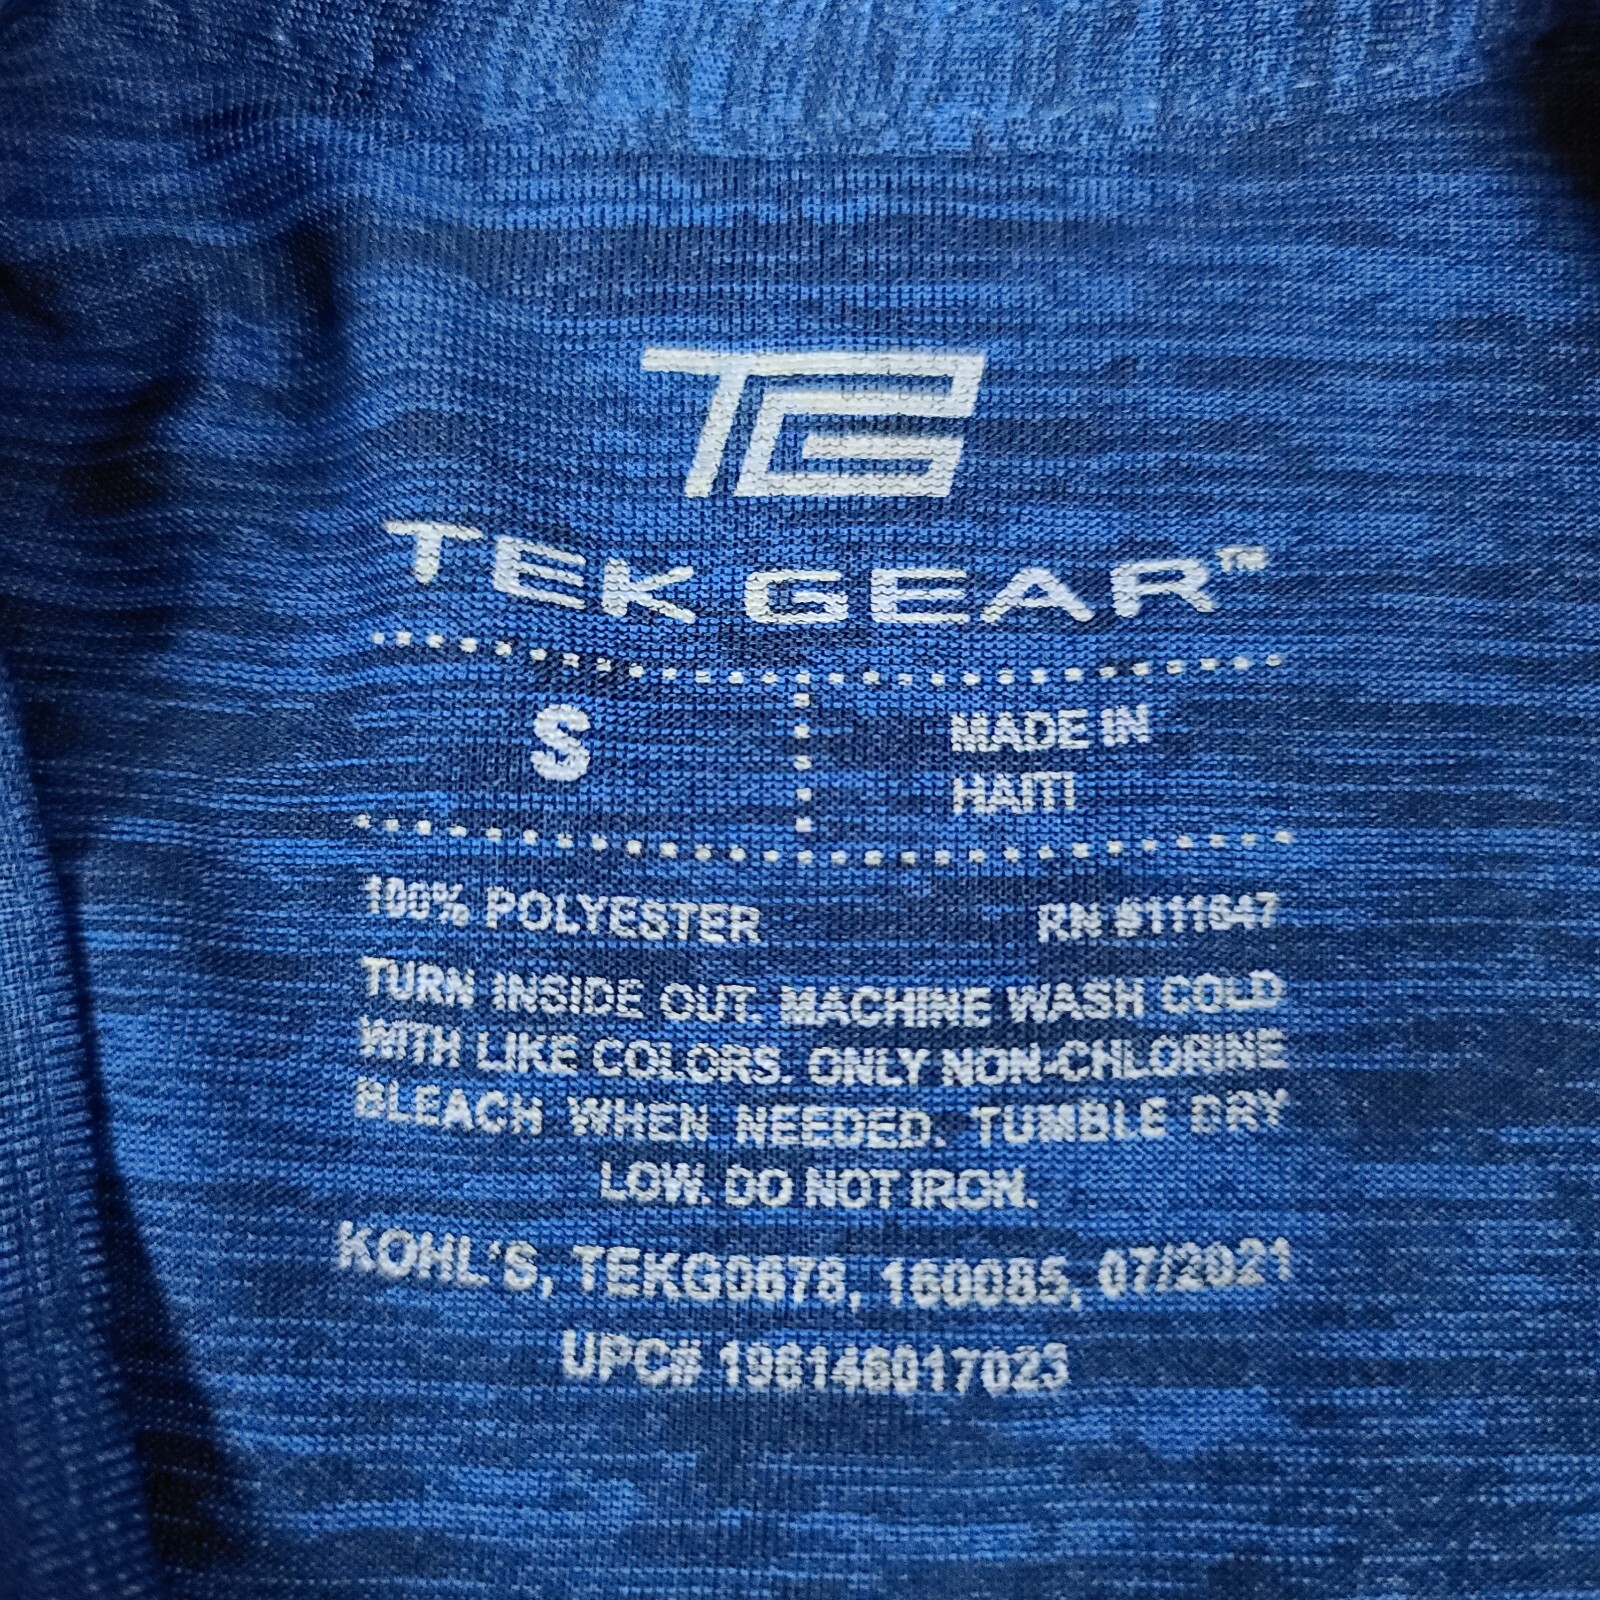 TG
TEK GEAR™
S
MADE IN
HAITI
100% POLYESTER
RN #111647
TURN INSIDE OUT. MACHINE WASH COLD
WITH LIKE COLORS. ONLY NON-CHLORINE
BLEACH WHEN NEEDED. TUMBLE DRY
LOW. DO NOT IRON.
KOHL'S, TEKG0678, 160085, 07/2021
UPC# 196146017023